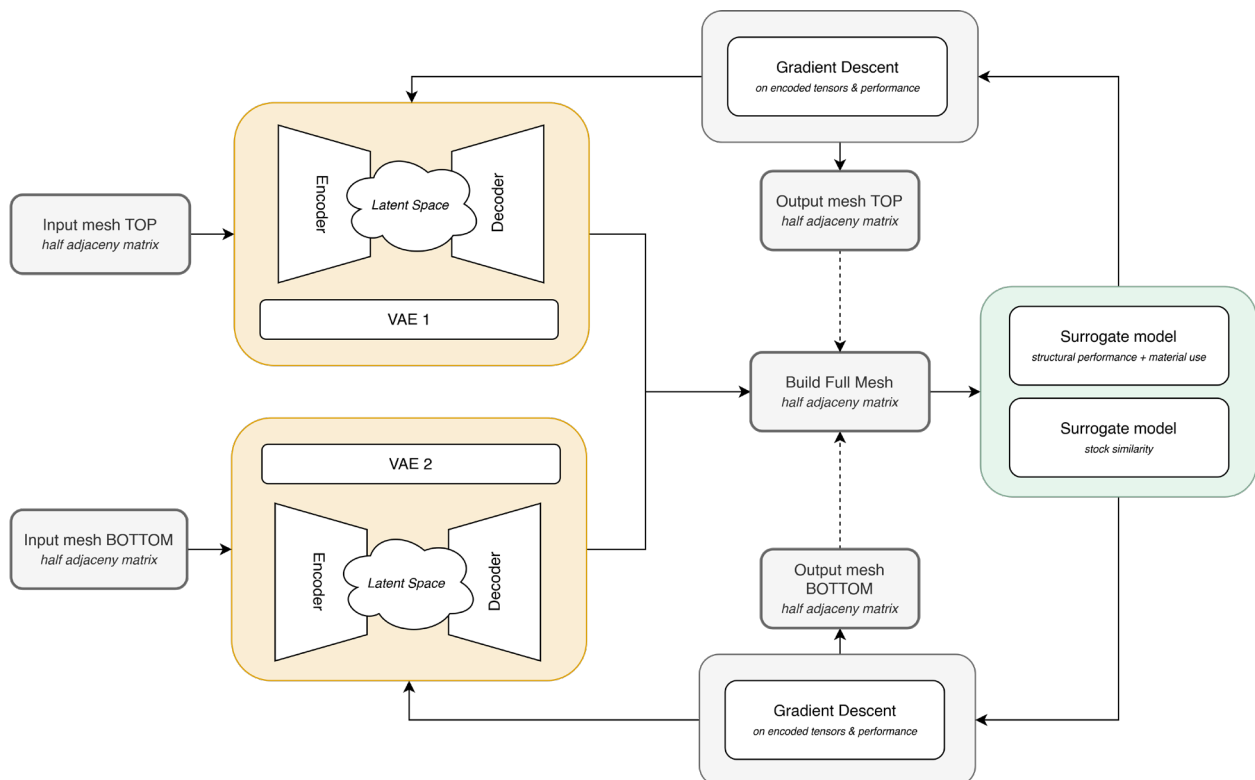 Gradient Descent
on encoded tensors & performance
Encoder
Latent Space
Decoder
VAE 1
Input mesh TOP
half adjaceny matrix
Output mesh TOP
half adjaceny matrix
Build Full Mesh
half adjaceny matrix
Surrogate model
structural performance + material use
Surrogate model
stock similarity
VAE 2
Encoder
Latent Space
Decoder
Input mesh BOTTOM
half adjaceny matrix
Output mesh
BOTTOM
half adjaceny matrix
Gradient Descent
on encoded tensors & performance